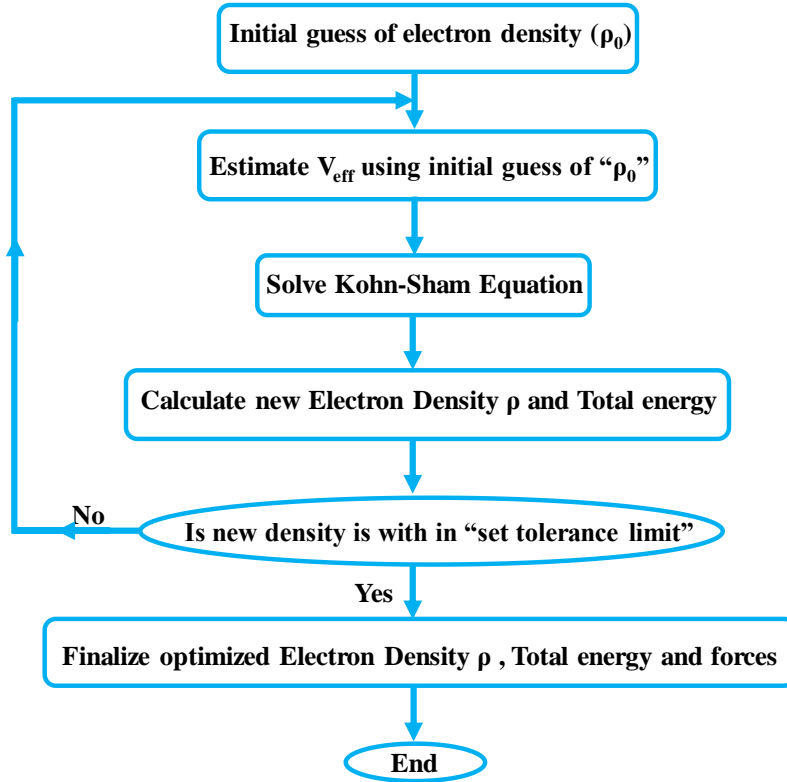 Initial guess of electron density (ρ₀)
Estimate Vₑff using initial guess of “ρ₀”
Solve Kohn-Sham Equation
Calculate new Electron Density ρ and Total energy
Is new density is with in “set tolerance limit”
No
Yes
Finalize optimized Electron Density ρ , Total energy and forces
End